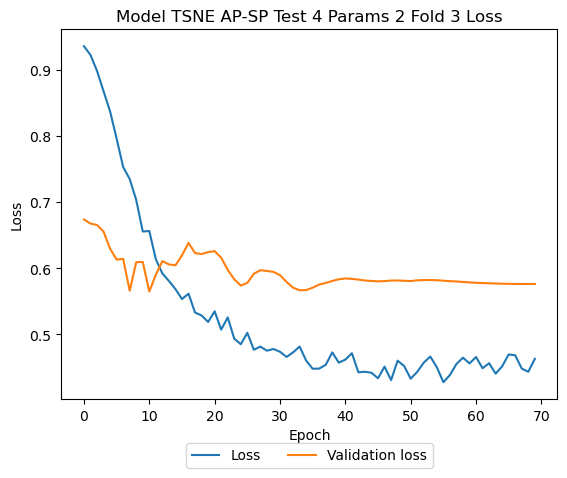 Model TSNE AP-SP Test 4 Params 2 Fold 3 Loss
0.9
0.8
0.7
0.6
0.5
Loss
0 10 20 30 40 50 60 70
Epoch
Loss Validation loss